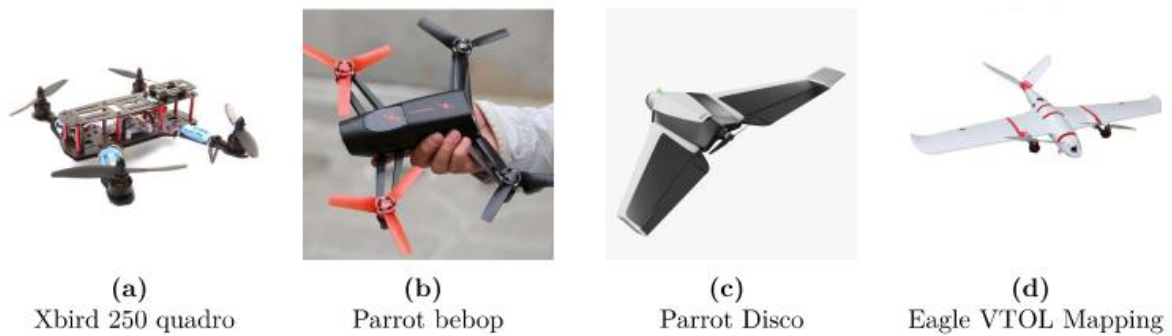 (a)
Xbird 250 quadro
(b)
Parrot bebop
(c)
Parrot Disco
(d)
Eagle VTOL Mapping